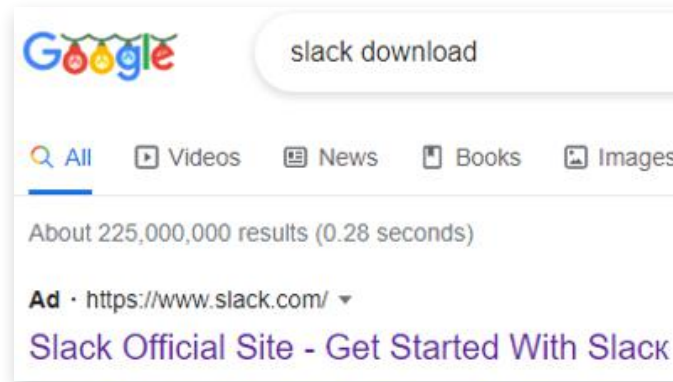 Google
slack download
All Videos News Books Images
About 225,000,000 results (0.28 seconds)
Ad · https://www.slack.com/
Slack Official Site - Get Started With Slacк